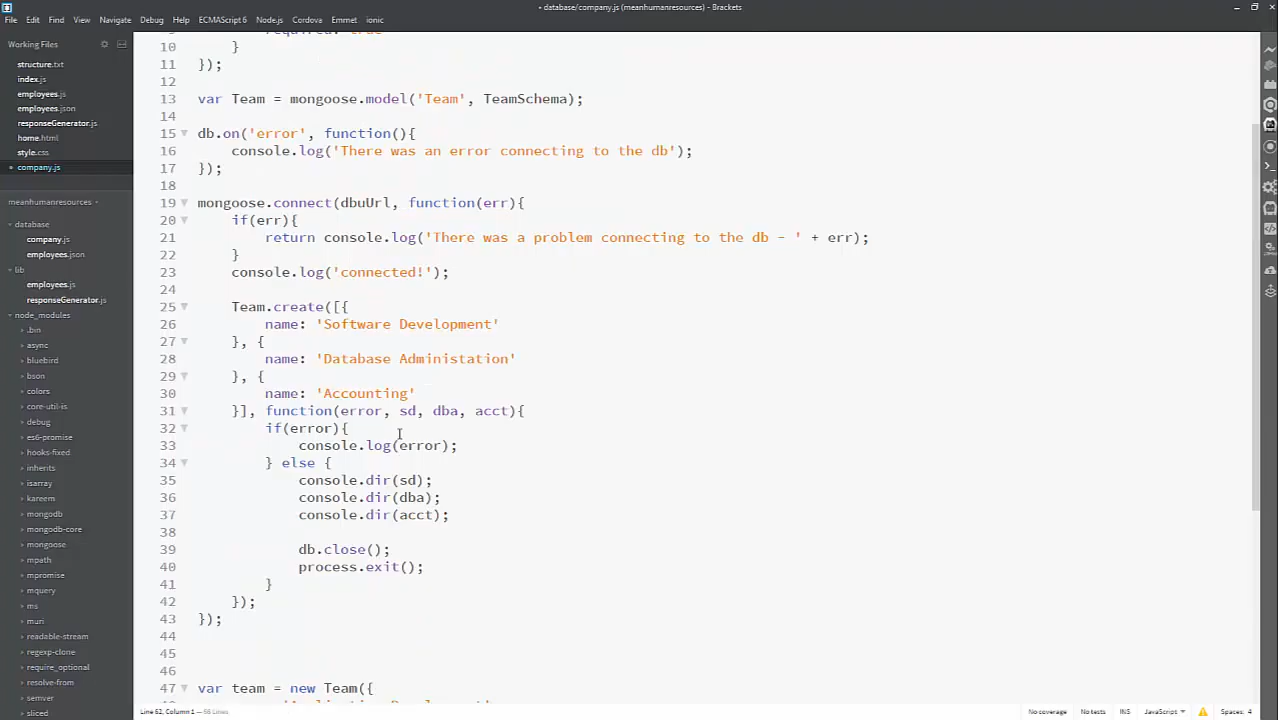 • database/company.js (meanhumanresources) - Brackets
File Edit Find View Navigate Debug Help ECMAScript 6 Node.js Cordova Emmet ionic
Working Files
structure.txt
index.js
employees.js
employees.json
responseGenerator.js
home.html
style.css
• company.js
meanhumanresources
database
company.js
employees.json
lib
employees.js
responseGenerator.js
node_modules
.bin
async
bluebird
bson
colors
core-util-is
debug
es6-promise
hooks-fixed
inherits
isarray
kareem
mongodb
mongodb-core
mongoose
mpath
mpromise
mquery
ms
muri
readable-stream
regexp-clone
require_optional
resolve-from
semver
sliced
10 }
11 });
12
13 var Team = mongoose.model('Team', TeamSchema);
14
15 db.on('error', function(){
16 console.log('There was an error connecting to the db');
17 });
18
19 mongoose.connect(dbuUrl, function(err){
20 if(err){
21 return console.log('There was a problem connecting to the db - ' + err);
22 }
23 console.log('connected!');
24
25 Team.create([{
26 name: 'Software Development'
27 }, {
28 name: 'Database Administation'
29 }, {
30 name: 'Accounting'
31 }], function(error, sd, dba, acct){
32 if(error){
33 console.log(error);
34 } else {
35 console.dir(sd);
36 console.dir(dba);
37 console.dir(acct);
38
39 db.close();
40 process.exit();
41 }
42 });
43 });
44
45
46
47 var team = new Team({
Line 62, Column 1 — 66 Lines
No coverage No tests INS JavaScript Spaces: 4